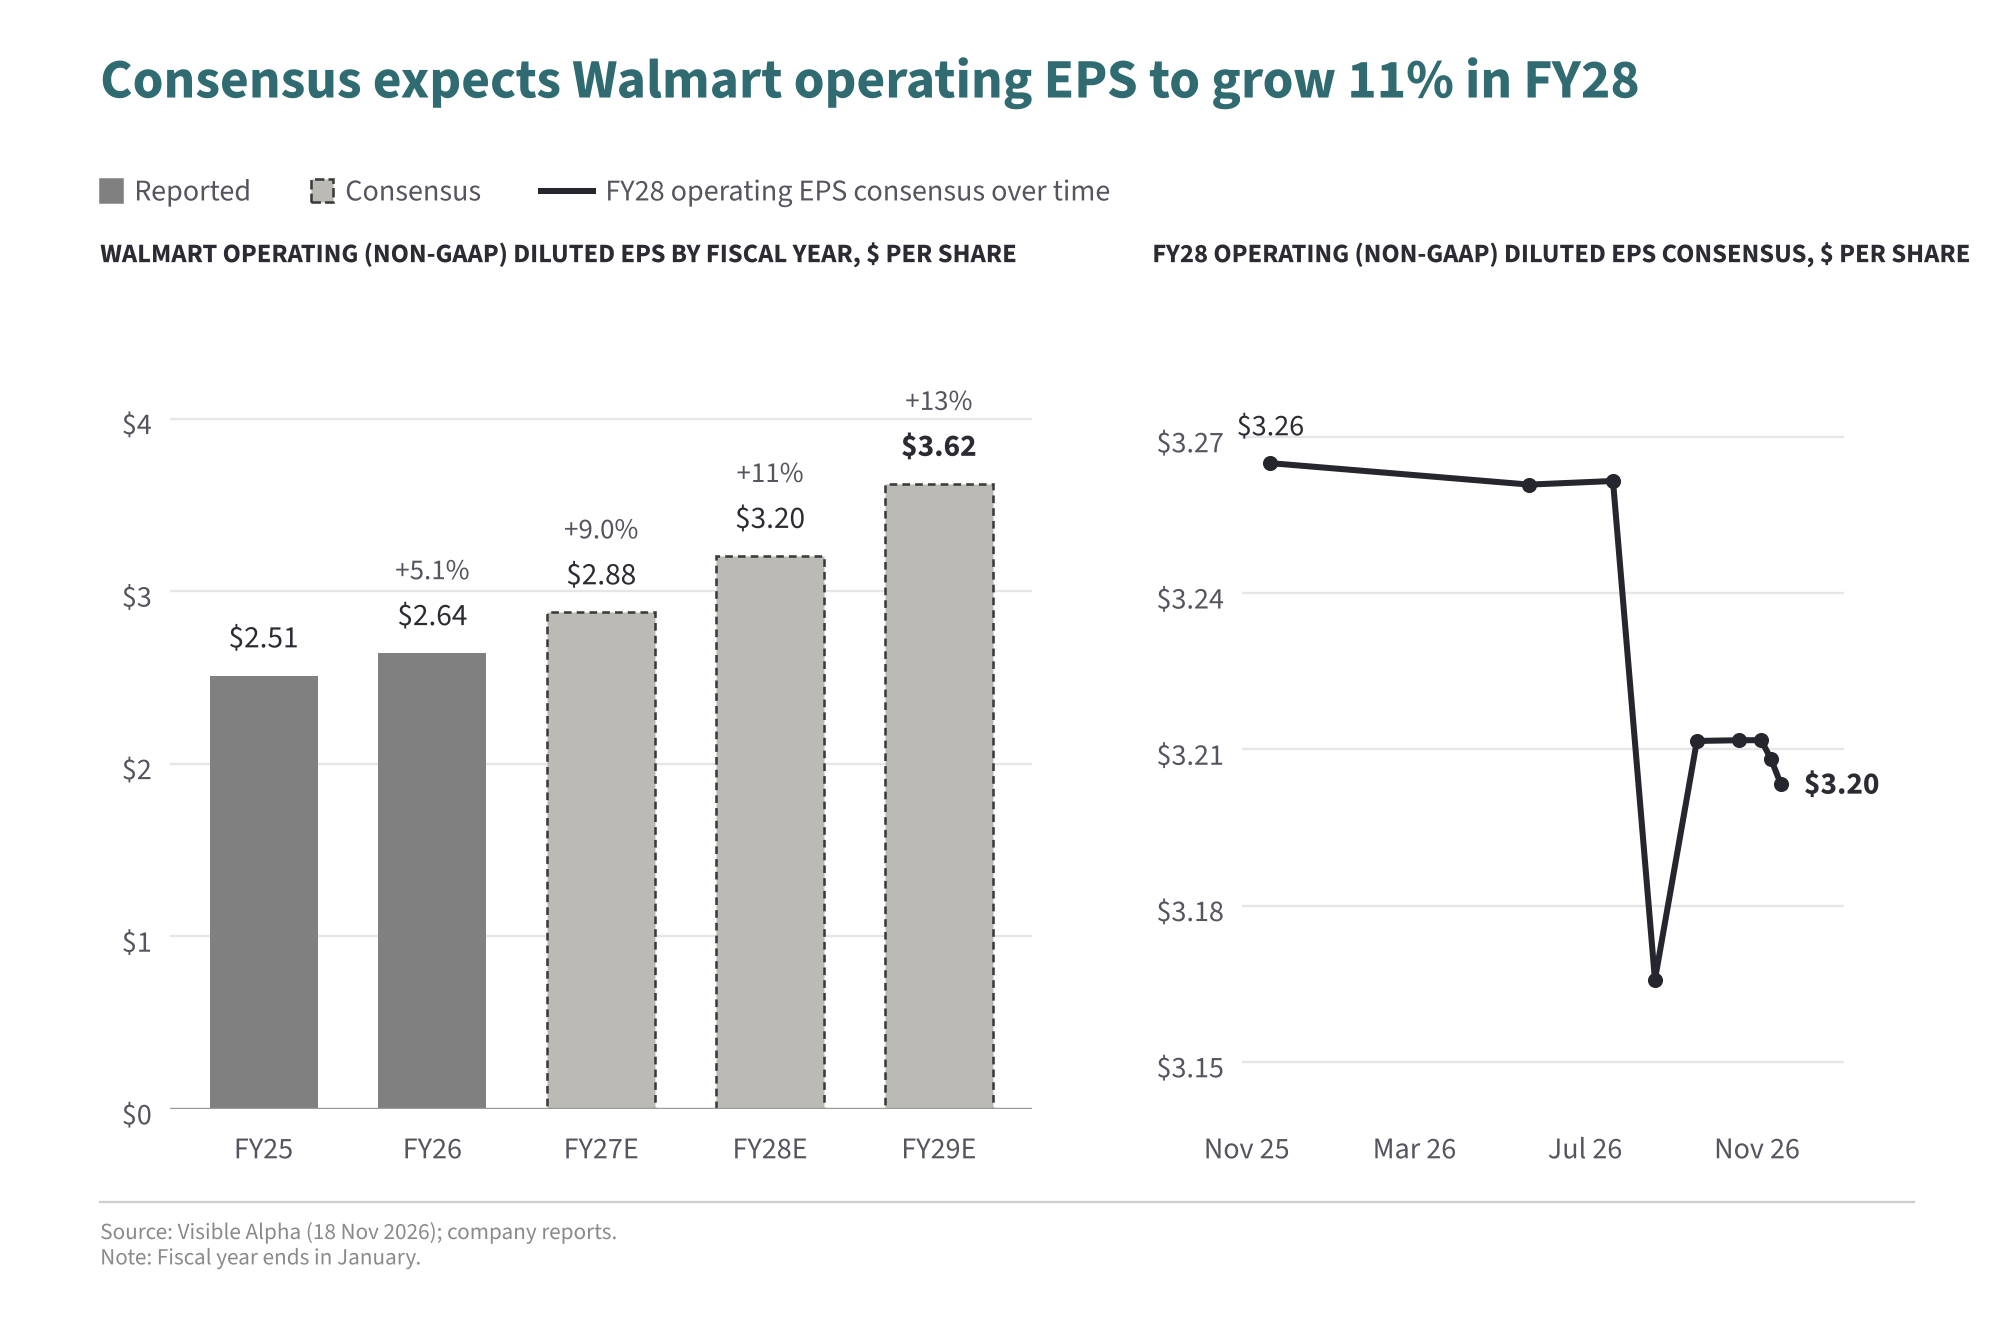 Consensus expects Walmart operating EPS to grow 11% in FY28
Reported
Consensus
FY28 operating EPS consensus over time
WALMART OPERATING (NON-GAAP) DILUTED EPS BY FISCAL YEAR, $ PER SHARE
$4
$3
$2
$1
$0
$2.51
+5.1%
$2.64
+9.0%
$2.88
+11%
$3.20
+13%
$3.62
FY25
FY26
FY27E
FY28E
FY29E
FY28 OPERATING (NON-GAAP) DILUTED EPS CONSENSUS, $ PER SHARE
$3.27
$3.24
$3.21
$3.18
$3.15
$3.26
$3.20
Nov 25
Mar 26
Jul 26
Nov 26
Source: Visible Alpha (18 Nov 2026); company reports.
Note: Fiscal year ends in January.